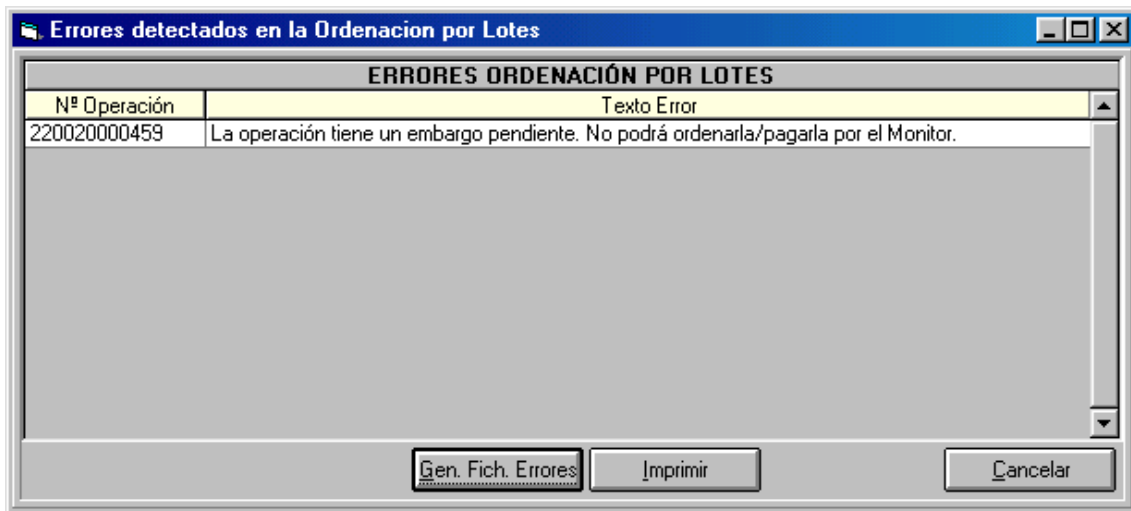 Errores detectados en la Ordenacion por Lotes
ERRORES ORDENACIÓN POR LOTES
Nº Operación Texto Error
220020000459 La operación tiene un embargo pendiente. No podrá ordenarla/pagarla por el Monitor.
Gen. Fich. Errores Imprimir Cancelar